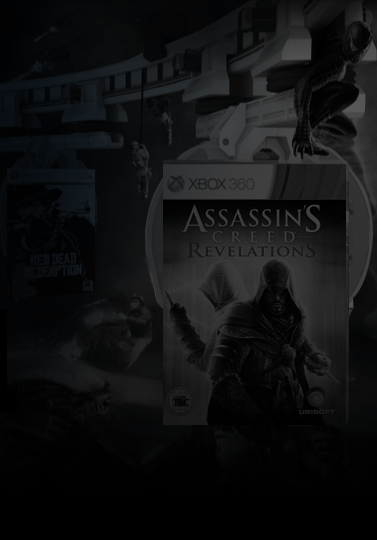 XBOX 360
ASSASSIN'S
CREED
REVELATIONS
RED DEAD
REDEMPTION
UBISOFT